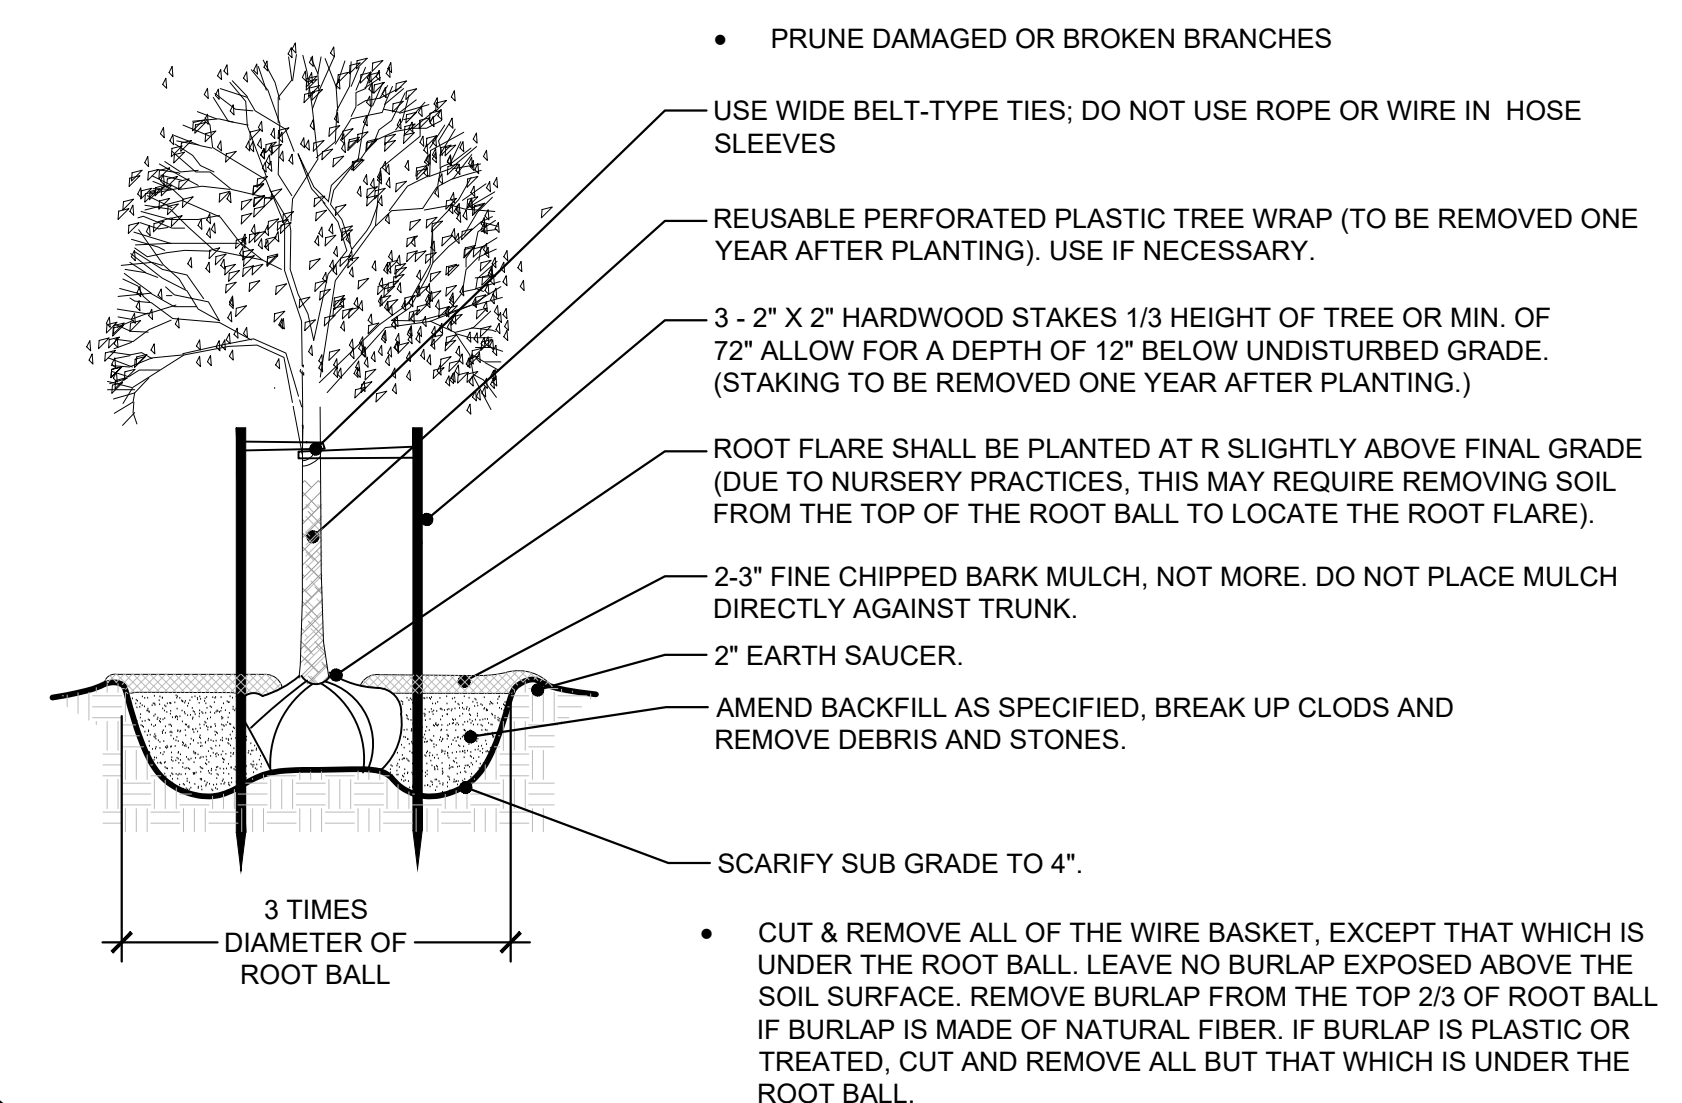 • PRUNE DAMAGED OR BROKEN BRANCHES
USE WIDE BELT-TYPE TIES; DO NOT USE ROPE OR WIRE IN HOSE
SLEEVES
REUSABLE PERFORATED PLASTIC TREE WRAP (TO BE REMOVED ONE
YEAR AFTER PLANTING). USE IF NECESSARY.
3 - 2" X 2" HARDWOOD STAKES 1/3 HEIGHT OF TREE OR MIN. OF
72" ALLOW FOR A DEPTH OF 12" BELOW UNDISTURBED GRADE.
(STAKING TO BE REMOVED ONE YEAR AFTER PLANTING.)
ROOT FLARE SHALL BE PLANTED AT R SLIGHTLY ABOVE FINAL GRADE
(DUE TO NURSERY PRACTICES, THIS MAY REQUIRE REMOVING SOIL
FROM THE TOP OF THE ROOT BALL TO LOCATE THE ROOT FLARE).
2-3" FINE CHIPPED BARK MULCH, NOT MORE. DO NOT PLACE MULCH
DIRECTLY AGAINST TRUNK.
2" EARTH SAUCER.
AMEND BACKFILL AS SPECIFIED, BREAK UP CLODS AND
REMOVE DEBRIS AND STONES.
SCARIFY SUB GRADE TO 4".
3 TIMES
DIAMETER OF
ROOT BALL
• CUT & REMOVE ALL OF THE WIRE BASKET, EXCEPT THAT WHICH IS
UNDER THE ROOT BALL. LEAVE NO BURLAP EXPOSED ABOVE THE
SOIL SURFACE. REMOVE BURLAP FROM THE TOP 2/3 OF ROOT BALL
IF BURLAP IS MADE OF NATURAL FIBER. IF BURLAP IS PLASTIC OR
TREATED, CUT AND REMOVE ALL BUT THAT WHICH IS UNDER THE
ROOT BALL.